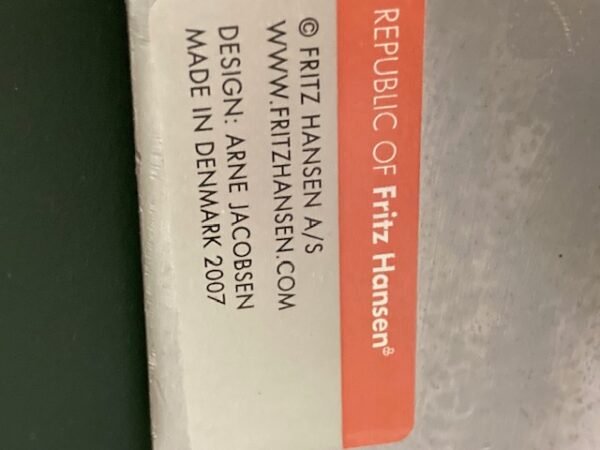 REPUBLIC OF Fritz Hansen®
© FRITZ HANSEN A/S
WWW.FRITZHANSEN.COM
DESIGN: ARNE JACOBSEN
MADE IN DENMARK 2007